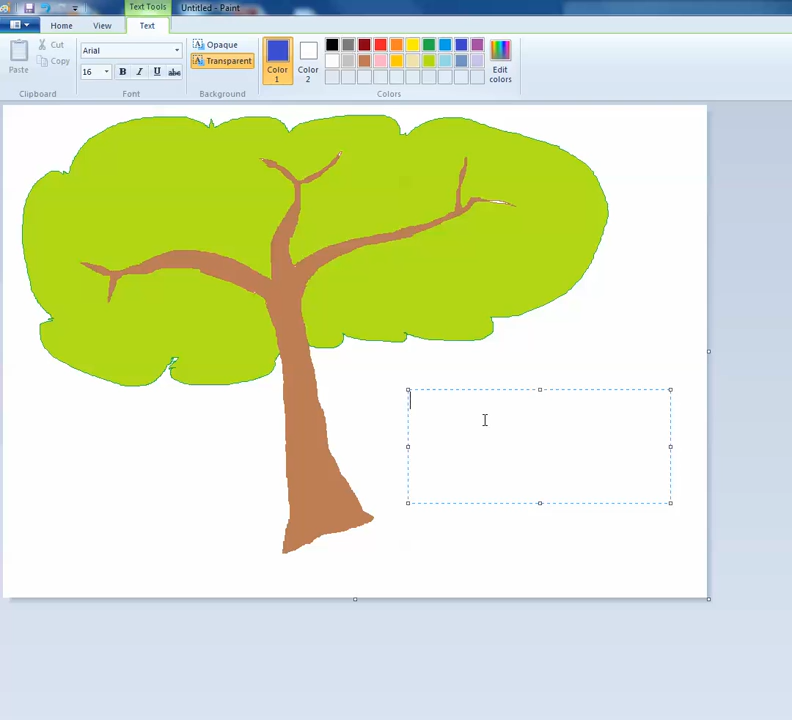 Text Tools
Untitled - Paint
Home View Text
Paste
Cut
Copy
Clipboard
Arial
16 B I U abc
Font
Opaque
Transparent
Background
Color 1
Color 2
Edit colors
Colors